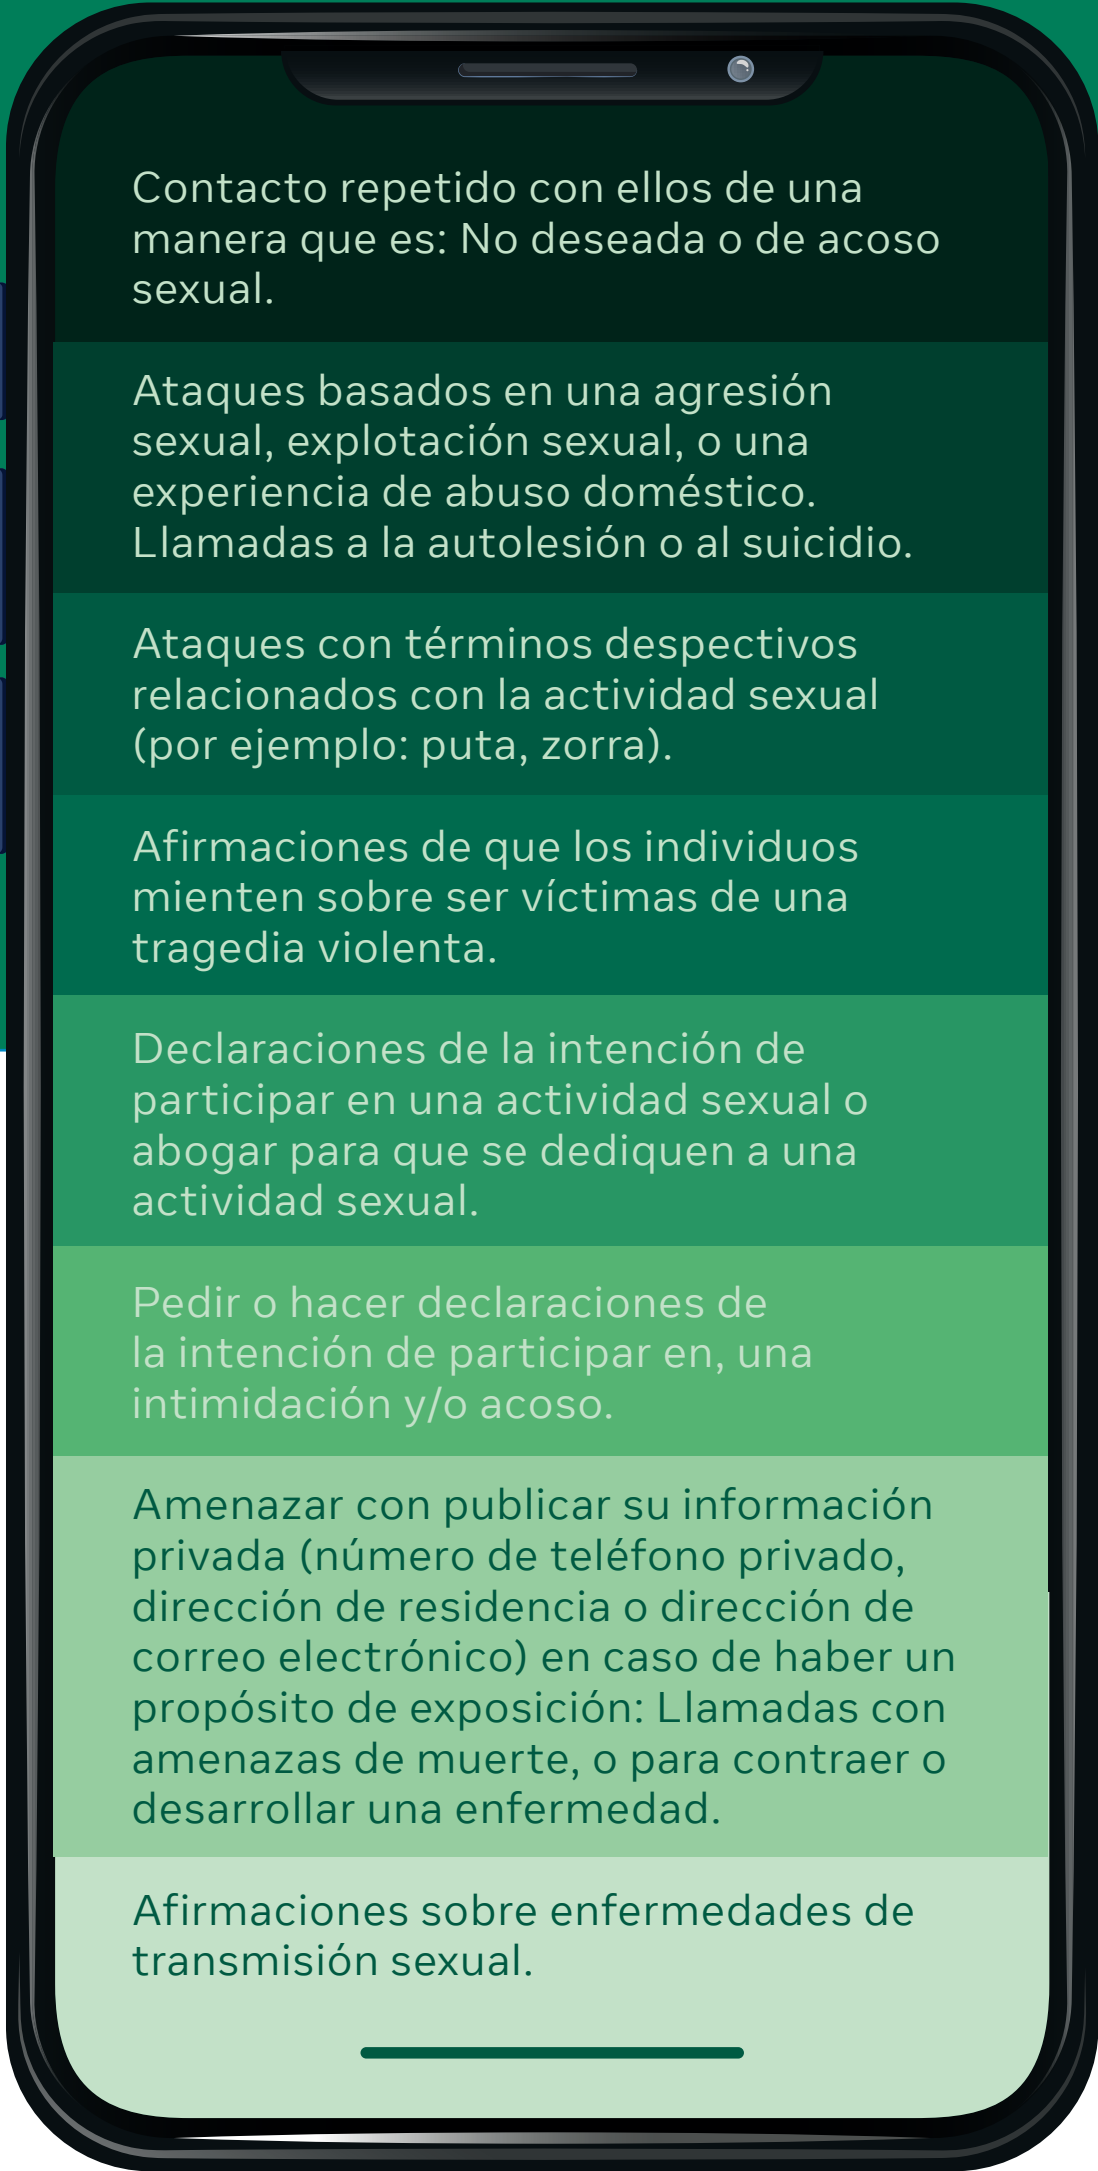 Contacto repetido con ellos de una
manera que es: No deseada o de acoso
sexual.
Ataques basados en una agresión
sexual, explotación sexual, o una
experiencia de abuso doméstico.
Llamadas a la autolesión o al suicidio.
Ataques con términos despectivos
relacionados con la actividad sexual
(por ejemplo: puta, zorra).
Afirmaciones de que los individuos
mienten sobre ser víctimas de una
tragedia violenta.
Declaraciones de la intención de
participar en una actividad sexual o
abogar para que se dediquen a una
actividad sexual.
Pedir o hacer declaraciones de
la intención de participar en, una
intimidación y/o acoso.
Amenazar con publicar su información
privada (número de teléfono privado,
dirección de residencia o dirección de
correo electrónico) en caso de haber un
propósito de exposición: Llamadas con
amenazas de muerte, o para contraer o
desarrollar una enfermedad.
Afirmaciones sobre enfermedades de
transmisión sexual.